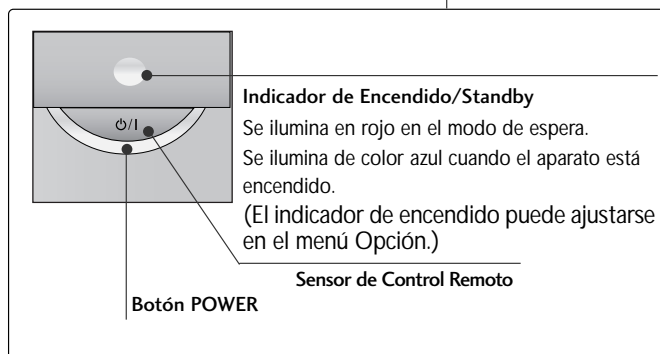 Indicador de Encendido/Standby
Se ilumina en rojo en el modo de espera.
Se ilumina de color azul cuando el aparato está
encendido.
(El indicador de encendido puede ajustarse
en el menú Opción.)
⏻/I
Sensor de Control Remoto
Botón POWER